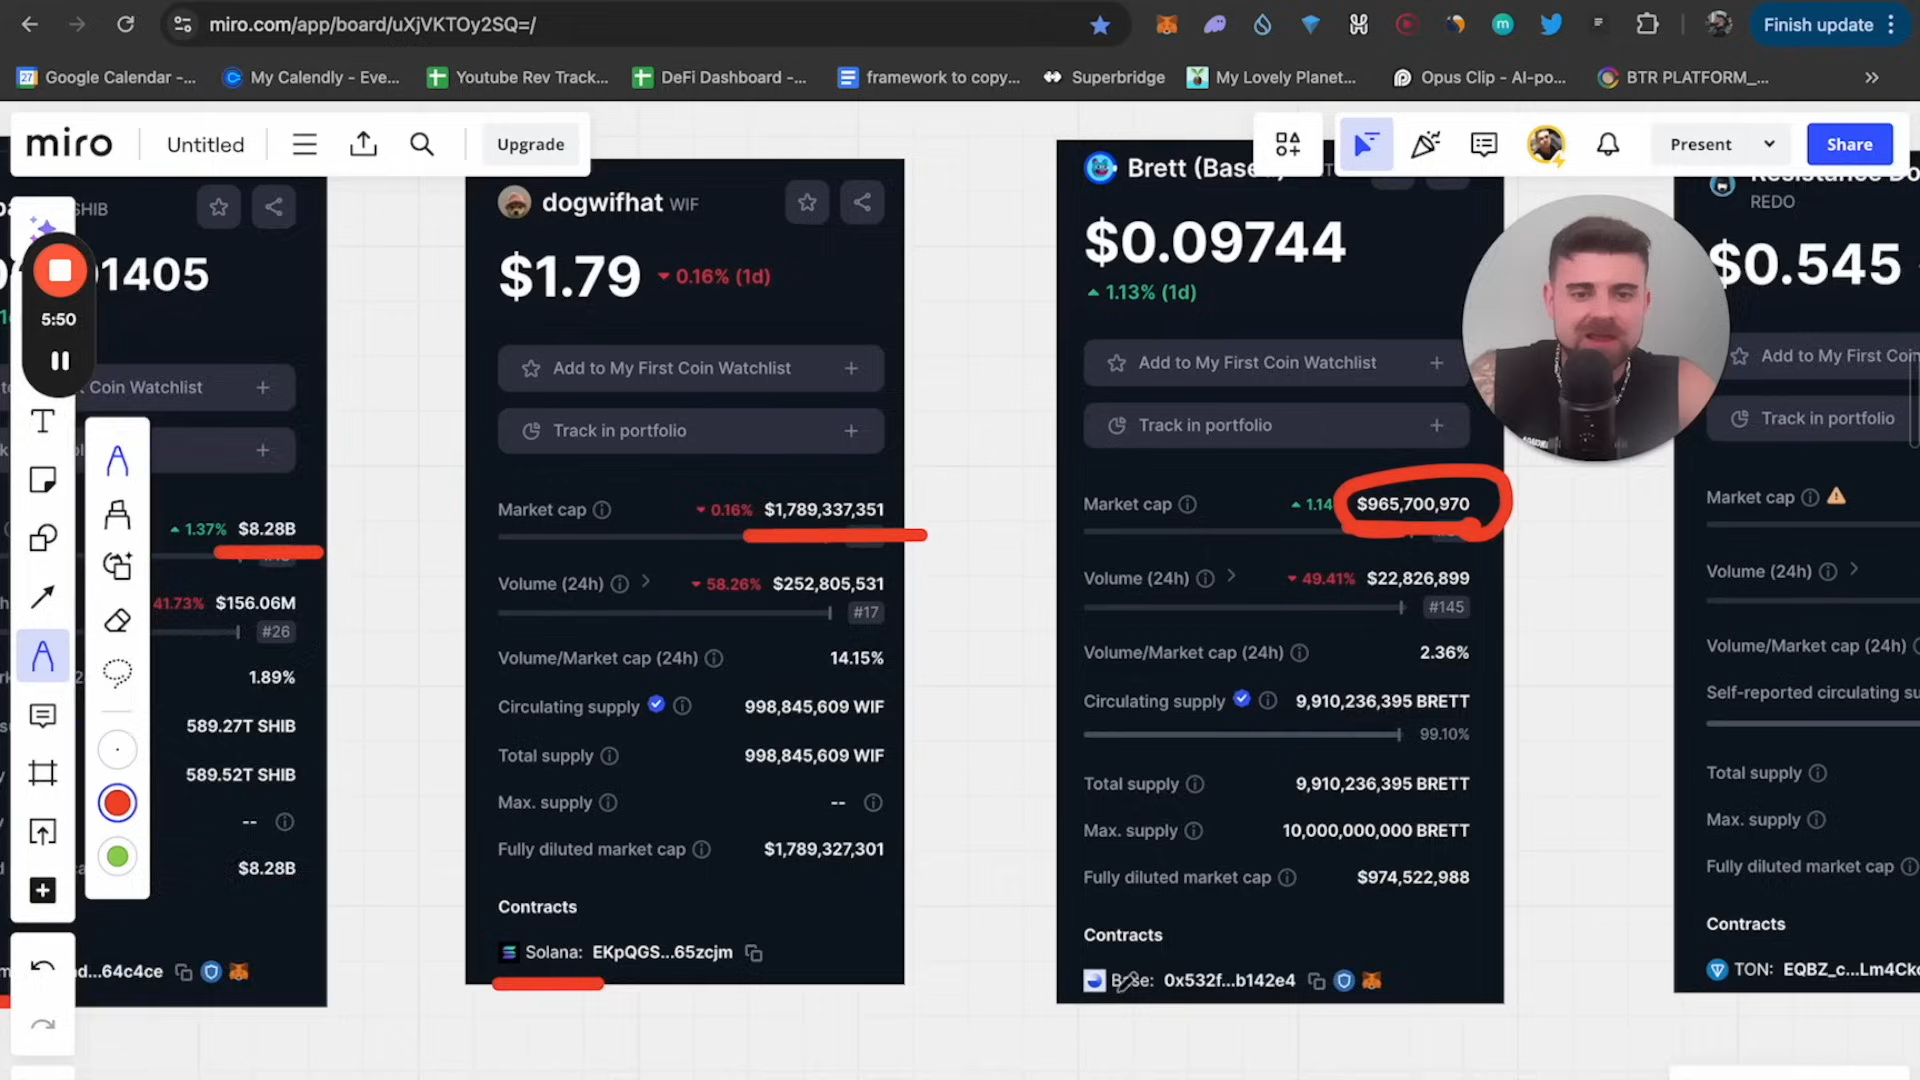 miro.com/app/board/uXjVKTOy2SQ=/
Finish update
Google Calendar -...
My Calendly - Eve...
Youtube Rev Track...
DeFi Dashboard -...
framework to copy...
Superbridge
My Lovely Planet...
Opus Clip - AI-po...
BTR PLATFORM_...
miro
Untitled
Upgrade
Present
Share
5:50
SHIB
01405
Coin Watchlist
1.37% $8.28B
41.73% $156.06M
#26
1.89%
589.27T SHIB
589.52T SHIB
--
$8.28B
d...64c4ce
dogwifhat WIF
$1.79 0.16% (1d)
Add to My First Coin Watchlist
Track in portfolio
Market cap 0.16% $1,789,337,351
Volume (24h) 58.26% $252,805,531
#17
Volume/Market cap (24h) 14.15%
Circulating supply 998,845,609 WIF
Total supply 998,845,609 WIF
Max. supply --
Fully diluted market cap $1,789,327,301
Contracts
Solana: EKpQGS...65zcjm
Brett (Base
$0.09744
1.13% (1d)
Add to My First Coin Watchlist
Track in portfolio
Market cap 1.14 $965,700,970
Volume (24h) 49.41% $22,826,899
#145
Volume/Market cap (24h) 2.36%
Circulating supply 9,910,236,395 BRETT
99.10%
Total supply 9,910,236,395 BRETT
Max. supply 10,000,000,000 BRETT
Fully diluted market cap $974,522,988
Contracts
Base: 0x532f...b142e4
REDO
$0.545
Add to My First Coi
Track in portfolio
Market cap
Volume (24h)
Volume/Market cap (24h)
Self-reported circulating su
Total supply
Max. supply
Fully diluted market cap
Contracts
TON: EQBZ_c...Lm4Ckc